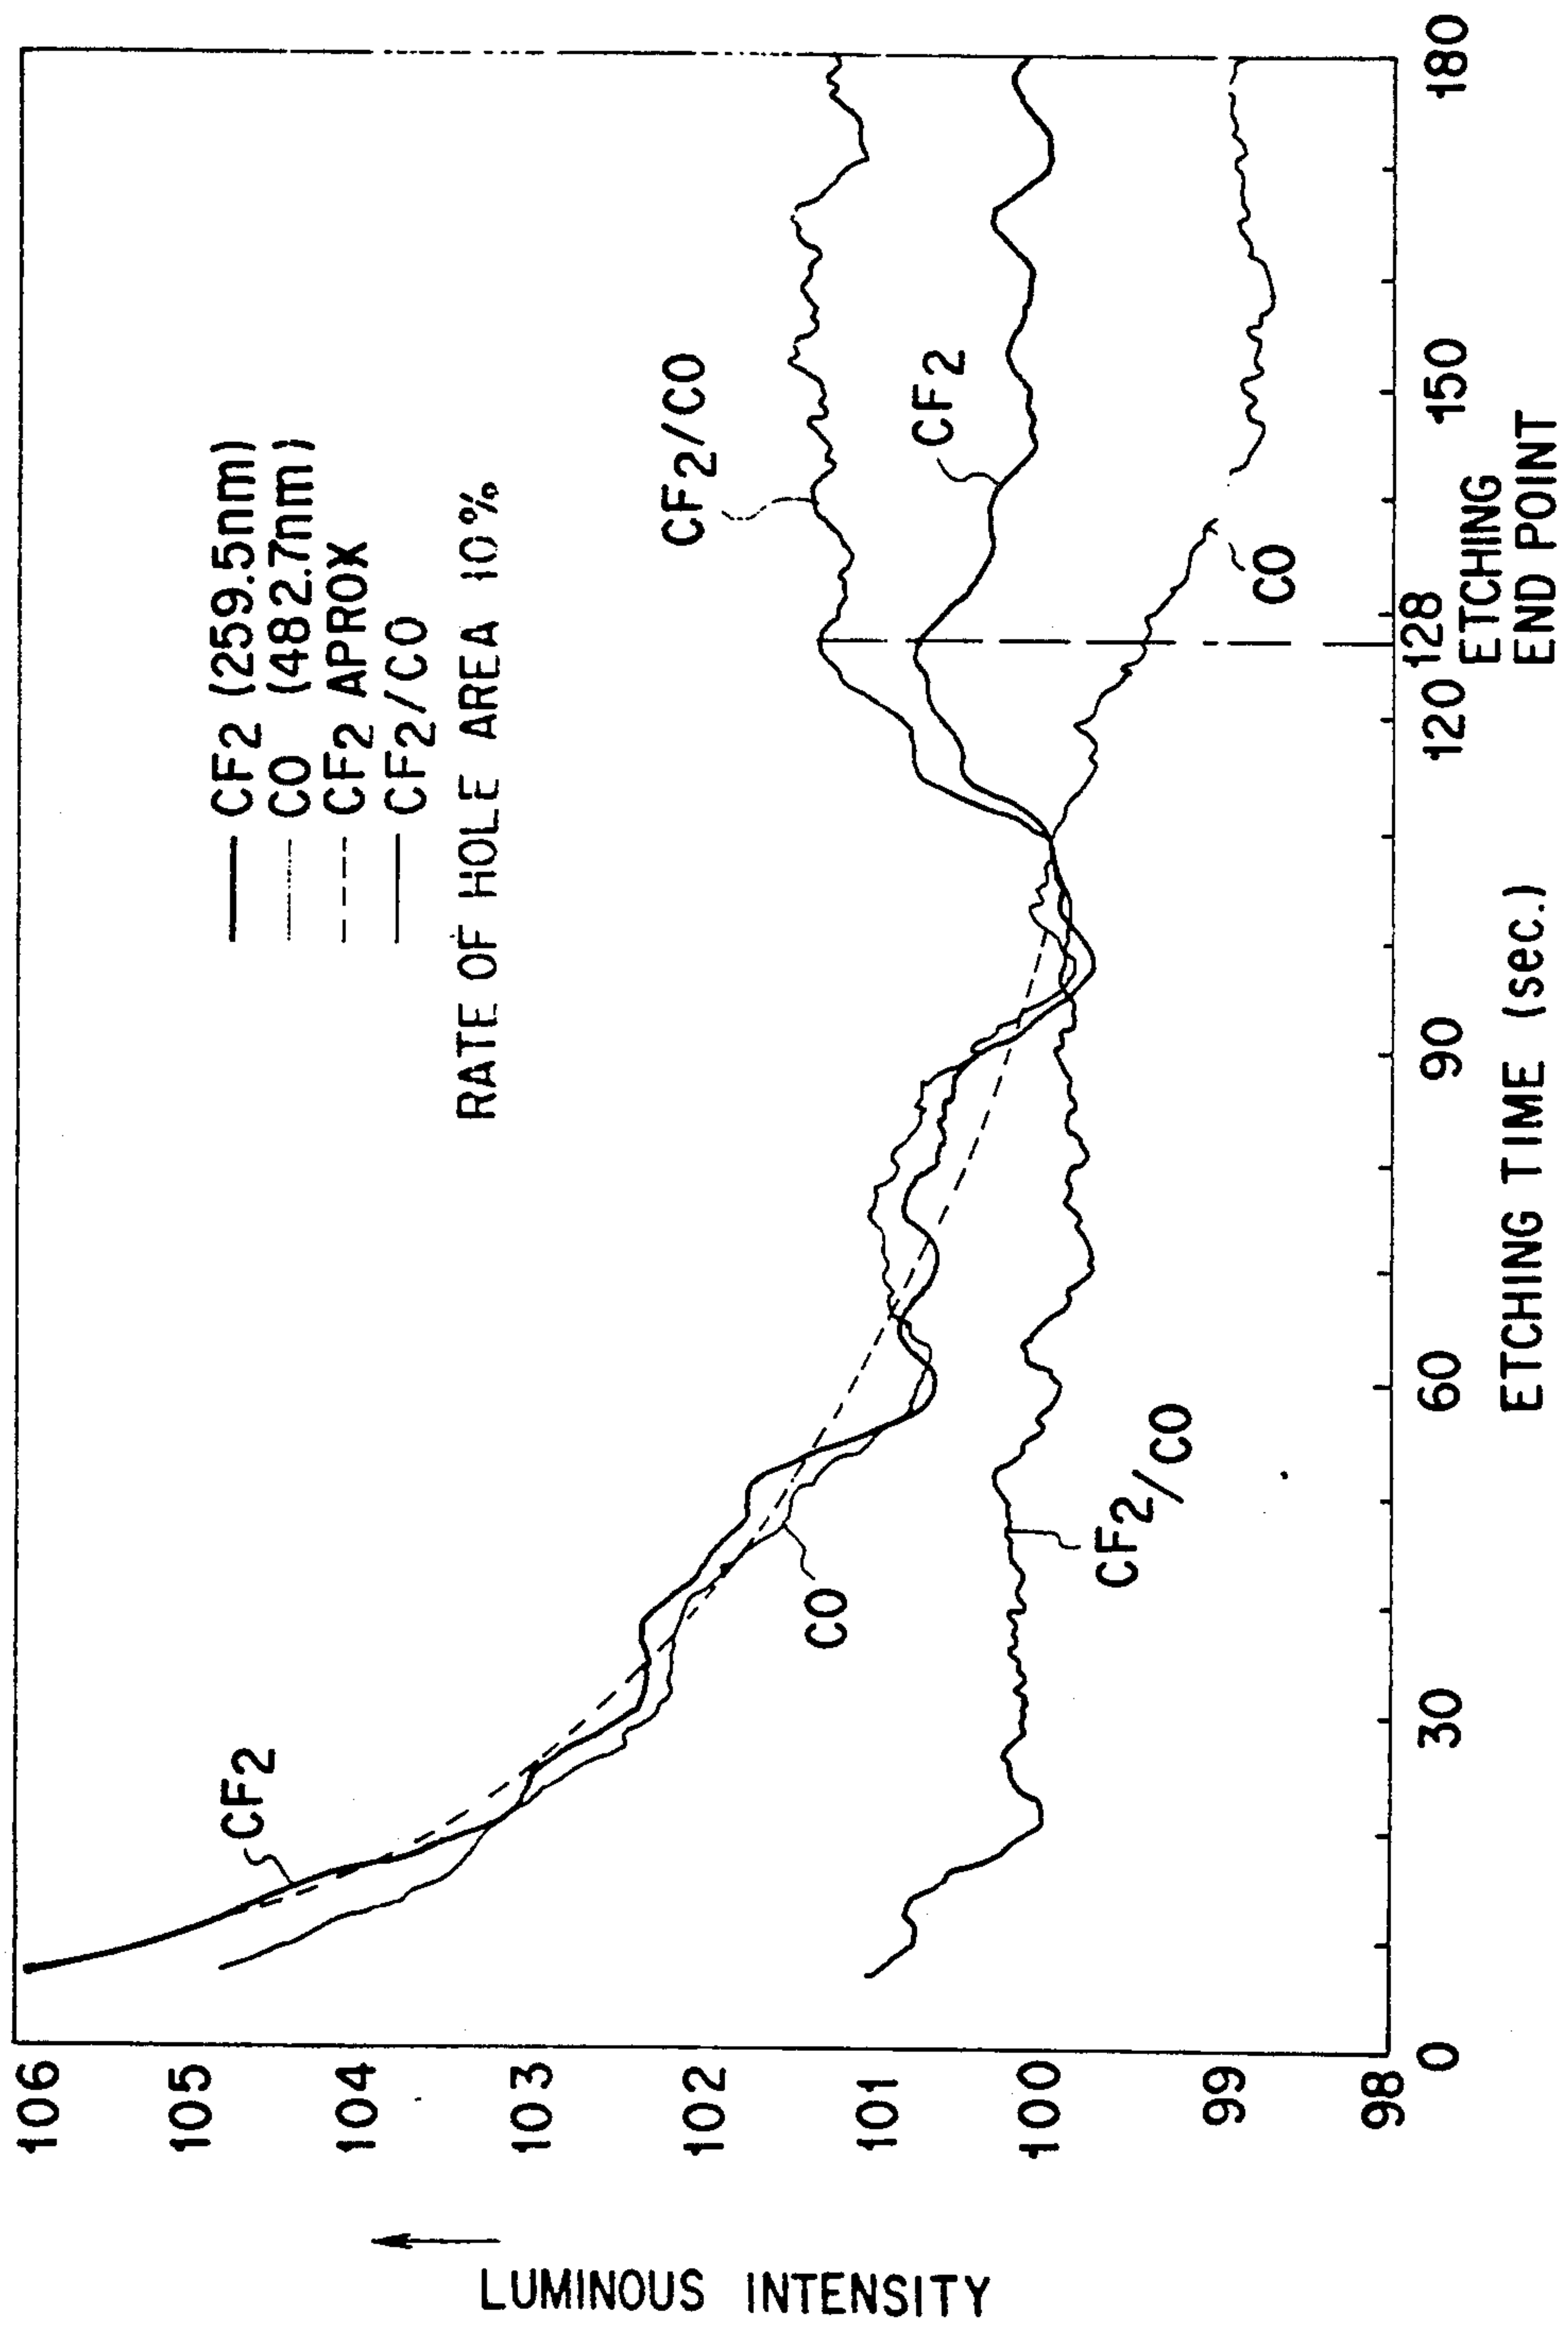 CF2 (259.5nm)
CO (482.7nm)
CF2 APROX
CF2/CO
RATE OF HOLE AREA 10%
CF2
CO
CF2/CO
CF2/CO
CF2
CO
106
105
104
103
102
101
100
99
98
LUMINOUS INTENSITY
0
30
60
90
120
128
150
180
ETCHING
END POINT
ETCHING TIME (sec.)